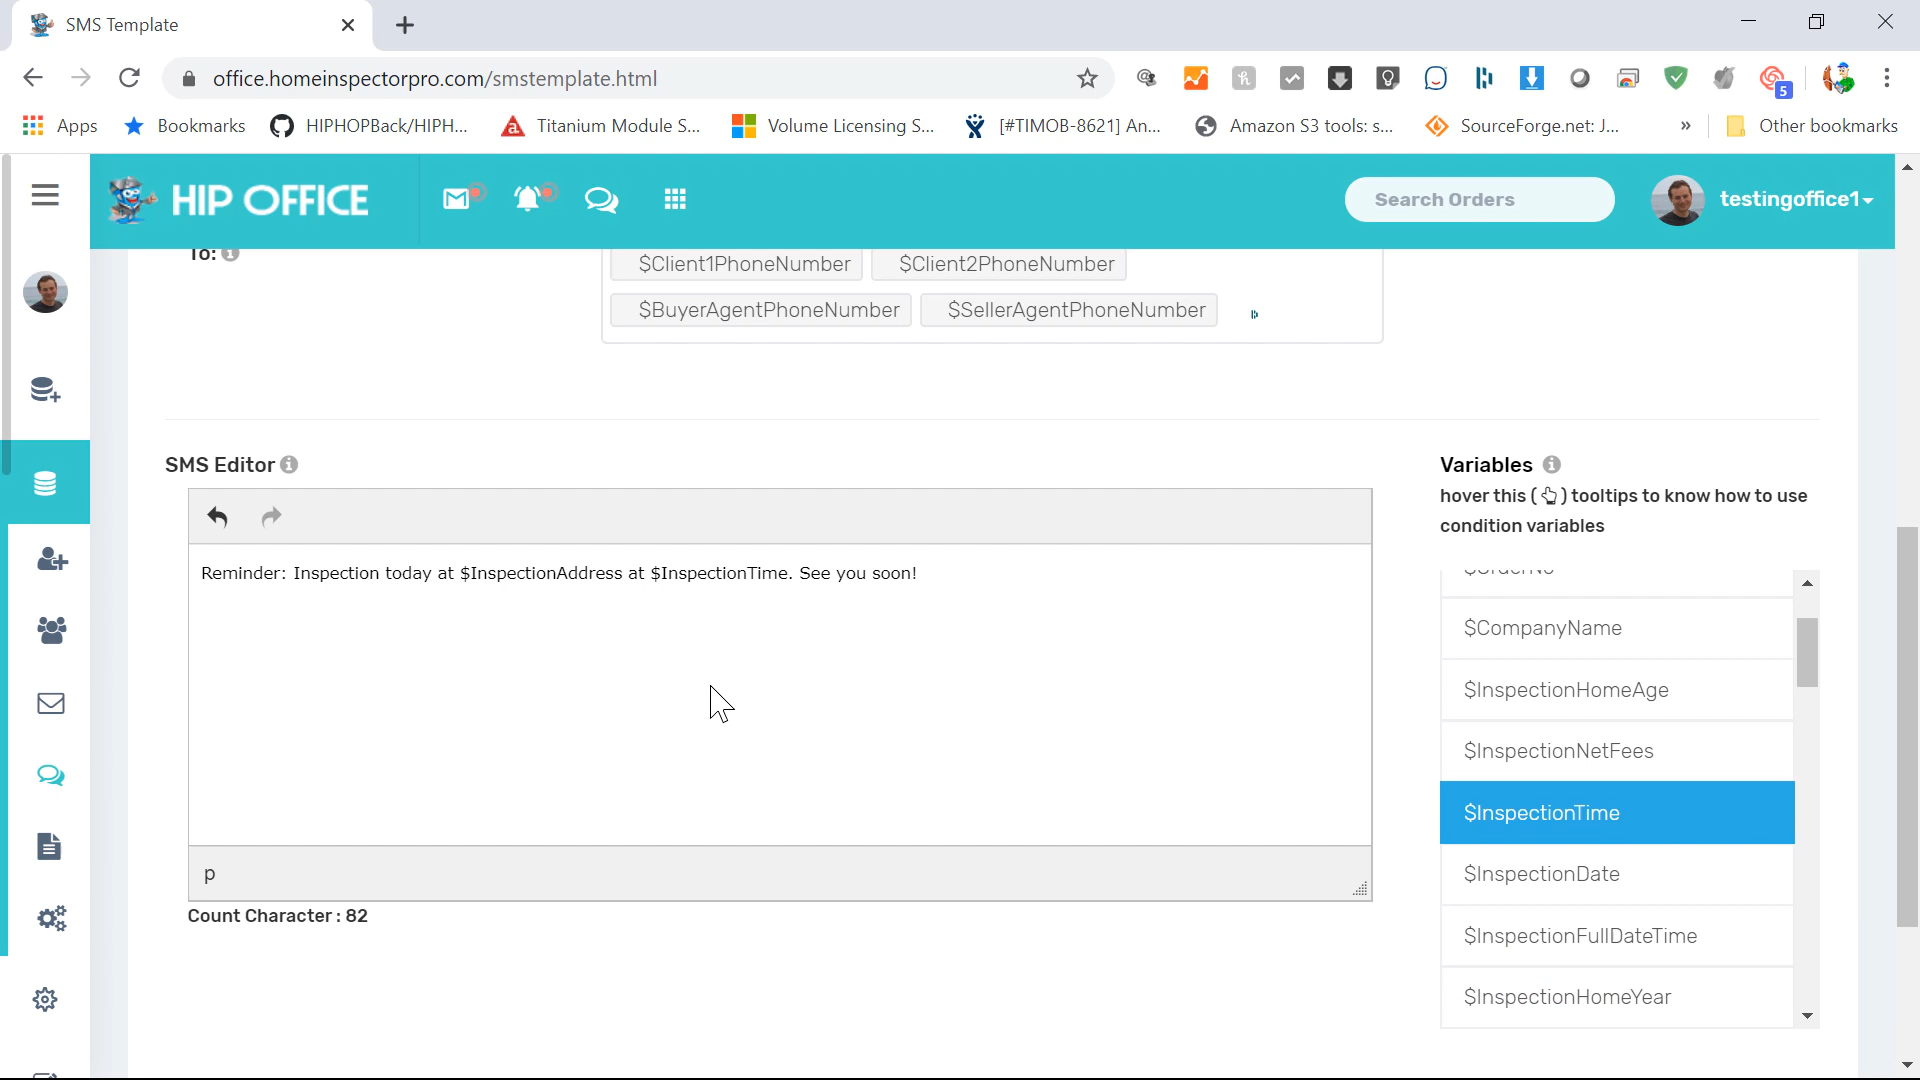 SMS Template
office.homeinspectorpro.com/smstemplate.html
5
Apps
Bookmarks
HIPHOPBack/HIPH...
Titanium Module S...
Volume Licensing S...
[#TIMOB-8621] An...
Amazon S3 tools: s...
SourceForge.net: J...
»
Other bookmarks
HIP OFFICE
Search Orders
testingoffice1
To:
$Client1PhoneNumber
$Client2PhoneNumber
$BuyerAgentPhoneNumber
$SellerAgentPhoneNumber
SMS Editor
Reminder: Inspection today at $InspectionAddress at $InspectionTime. See you soon!
p
Count Character : 82
Variables
hover this ( ) tooltips to know how to use
condition variables
$OrderNo
$CompanyName
$InspectionHomeAge
$InspectionNetFees
$InspectionTime
$InspectionDate
$InspectionFullDateTime
$InspectionHomeYear